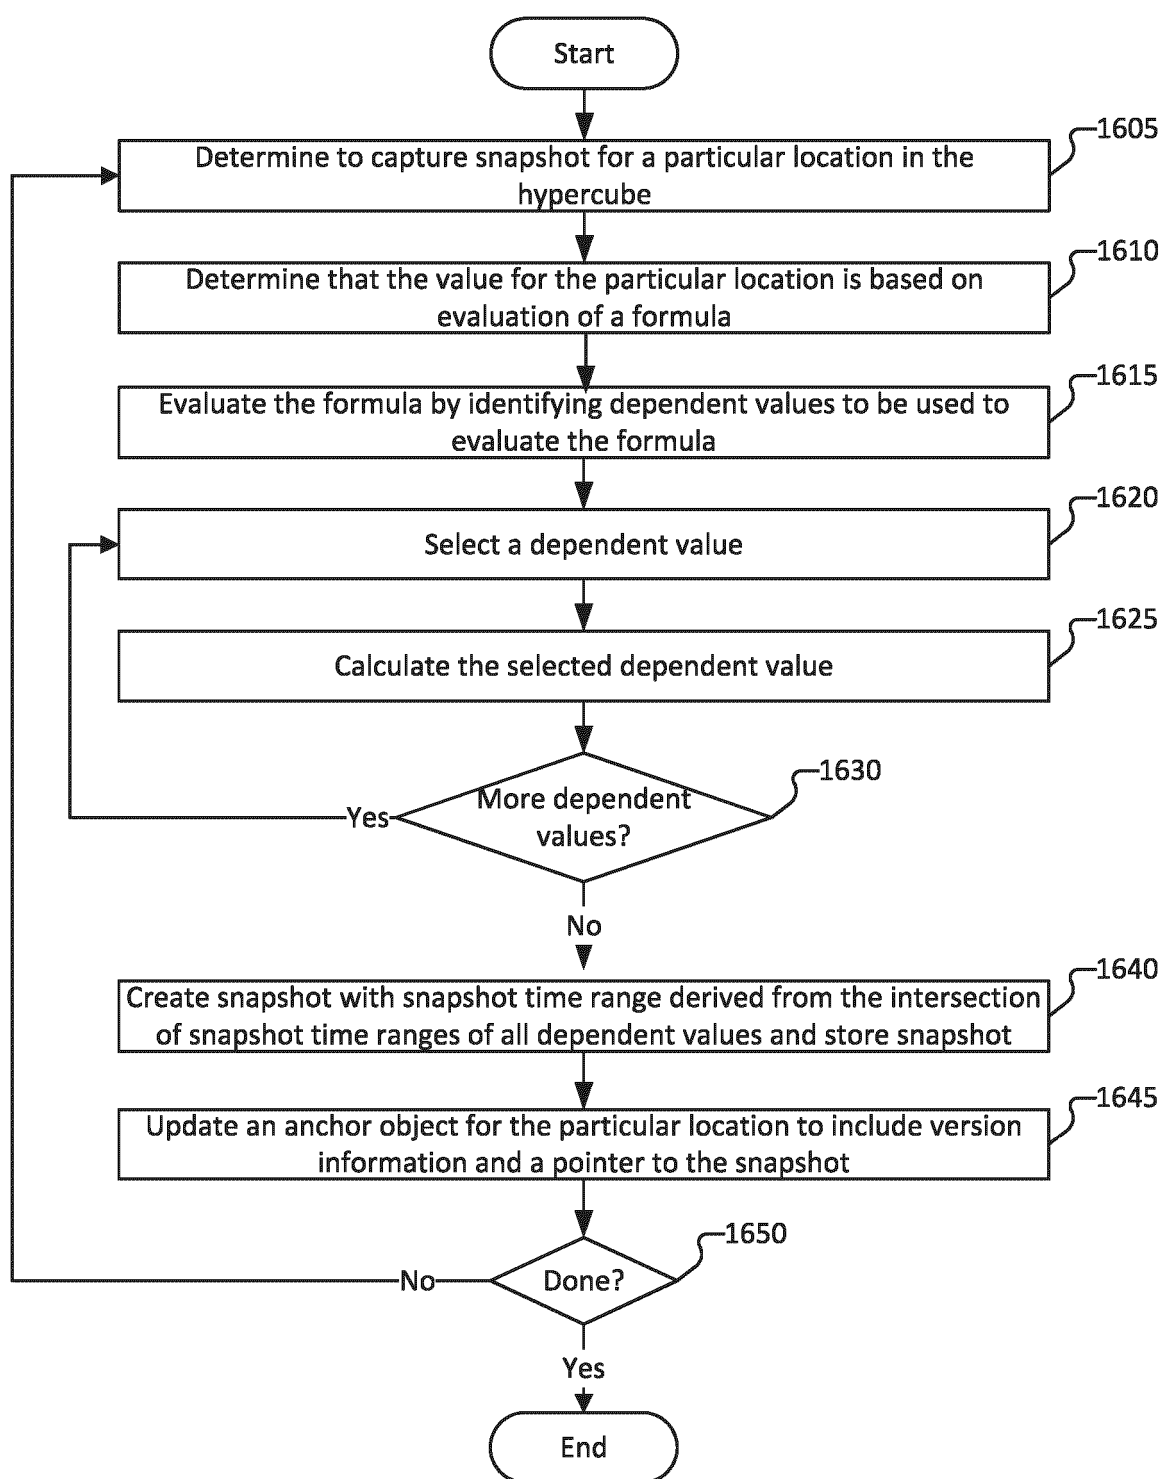 Start
1605
Determine to capture snapshot for a particular location in the
hypercube
1610
Determine that the value for the particular location is based on
evaluation of a formula
1615
Evaluate the formula by identifying dependent values to be used to
evaluate the formula
1620
Select a dependent value
1625
Calculate the selected dependent value
1630
More dependent
values?
Yes
No
1640
Create snapshot with snapshot time range derived from the intersection
of snapshot time ranges of all dependent values and store snapshot
1645
Update an anchor object for the particular location to include version
information and a pointer to the snapshot
1650
Done?
No
Yes
End